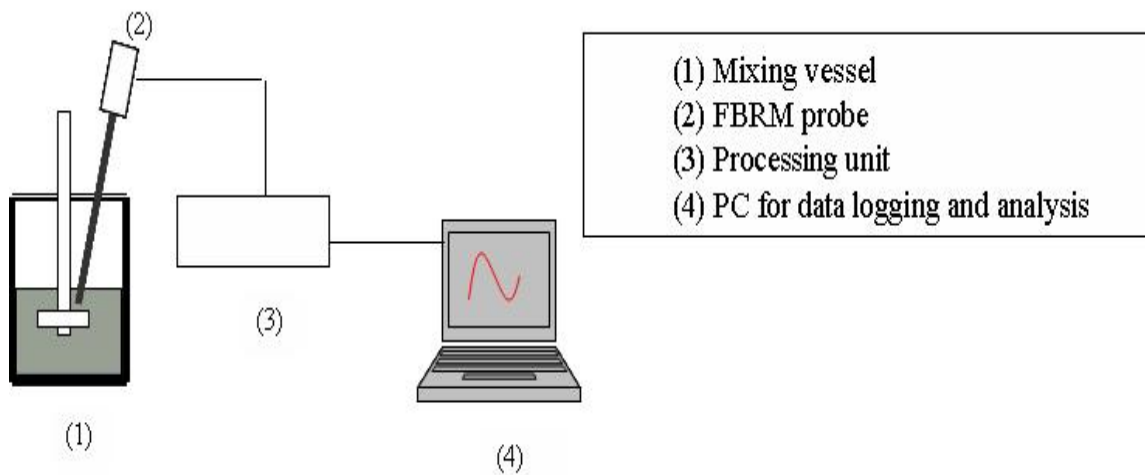 (2)
(1) Mixing vessel
(2) FBRM probe
(3) Processing unit
(4) PC for data logging and analysis
(3)
(1)
(4)